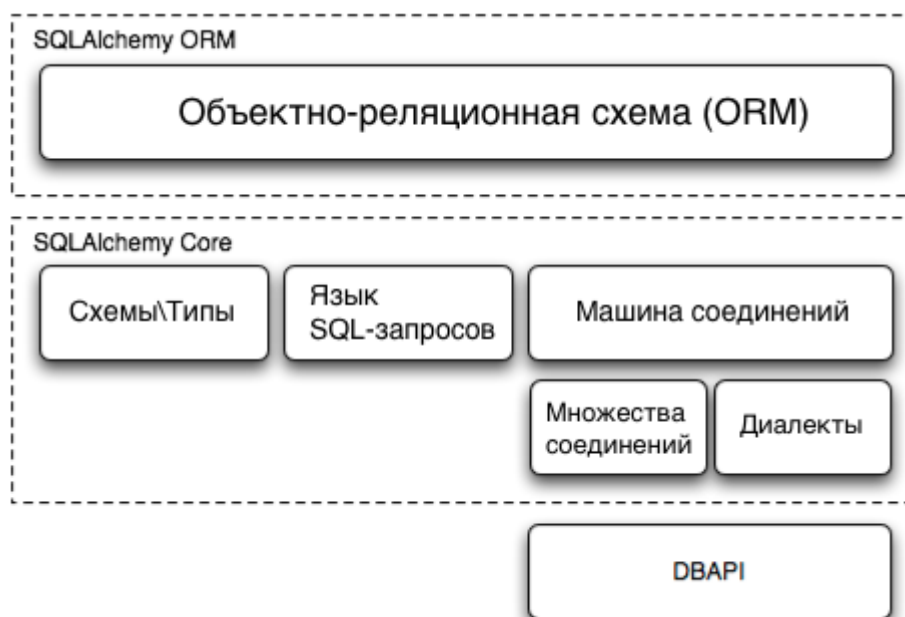 SQLAlchemy ORM
Объектно-реляционная схема (ORM)
SQLAlchemy Core
Схемы\Типы
Язык
SQL-запросов
Машина соединений
Множества
соединений
Диалекты
DBAPI